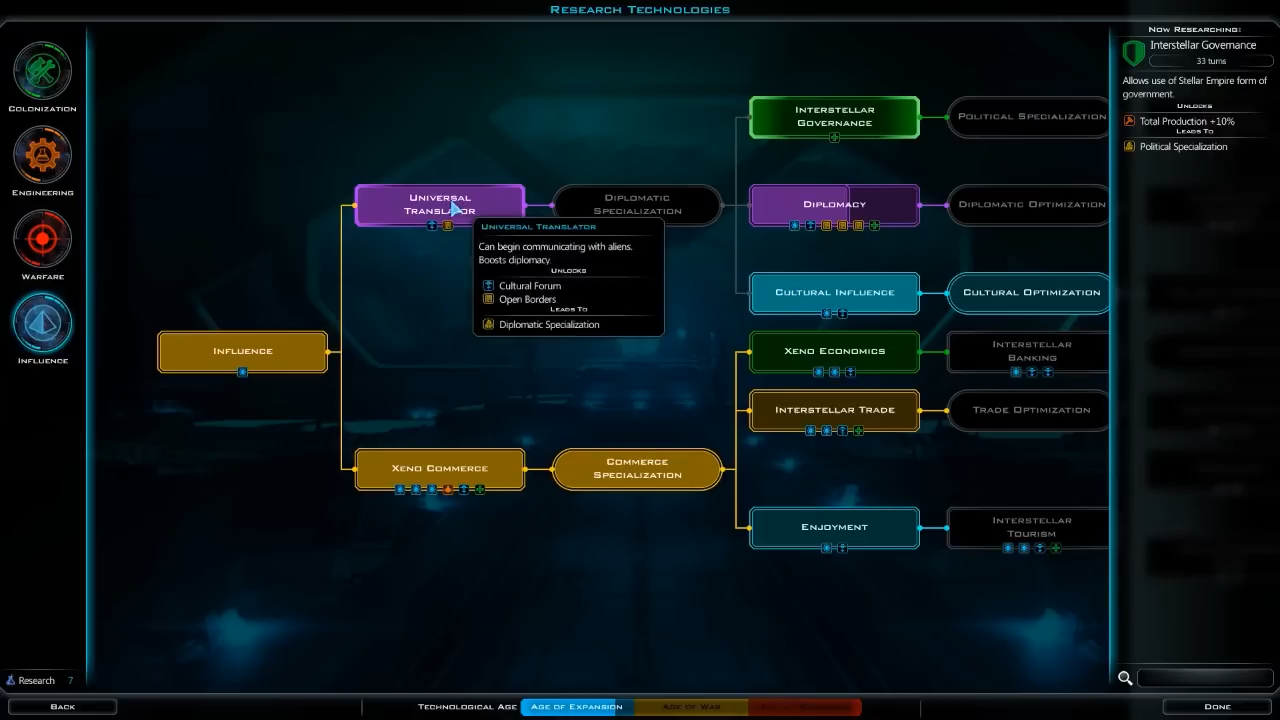 Research Technologies
Colonization
Engineering
Warfare
Influence
Research 7
Influence
Universal
Translator
Diplomatic
Specialization
Universal Translator
Can begin communicating with aliens.
Boosts diplomacy.
Unlocks
Cultural Forum
Open Borders
Leads To
Diplomatic Specialization
Xeno Commerce
Commerce
Specialization
Interstellar
Governance
Political Specialization
Diplomacy
Diplomatic Optimization
Cultural Influence
Cultural Optimization
Xeno Economics
Interstellar
Banking
Interstellar Trade
Trade Optimization
Enjoyment
Interstellar
Tourism
Now Researching:
Interstellar Governance
33 turns
Allows use of Stellar Empire form of
government.
Unlocks
Total Production +10%
Leads To
Political Specialization
Back
Technological Age
Age of Expansion
Age of War
Done